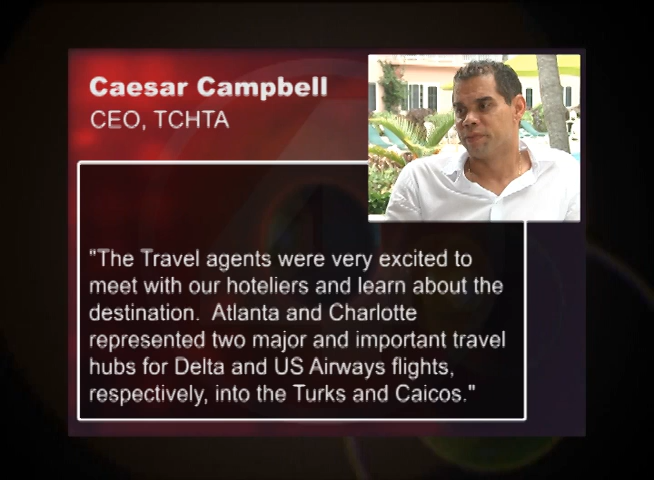 Caesar Campbell
CEO, TCHTA
"The Travel agents were very excited to
meet with our hoteliers and learn about the
destination.  Atlanta and Charlotte
represented two major and important travel
hubs for Delta and US Airways flights,
respectively, into the Turks and Caicos."